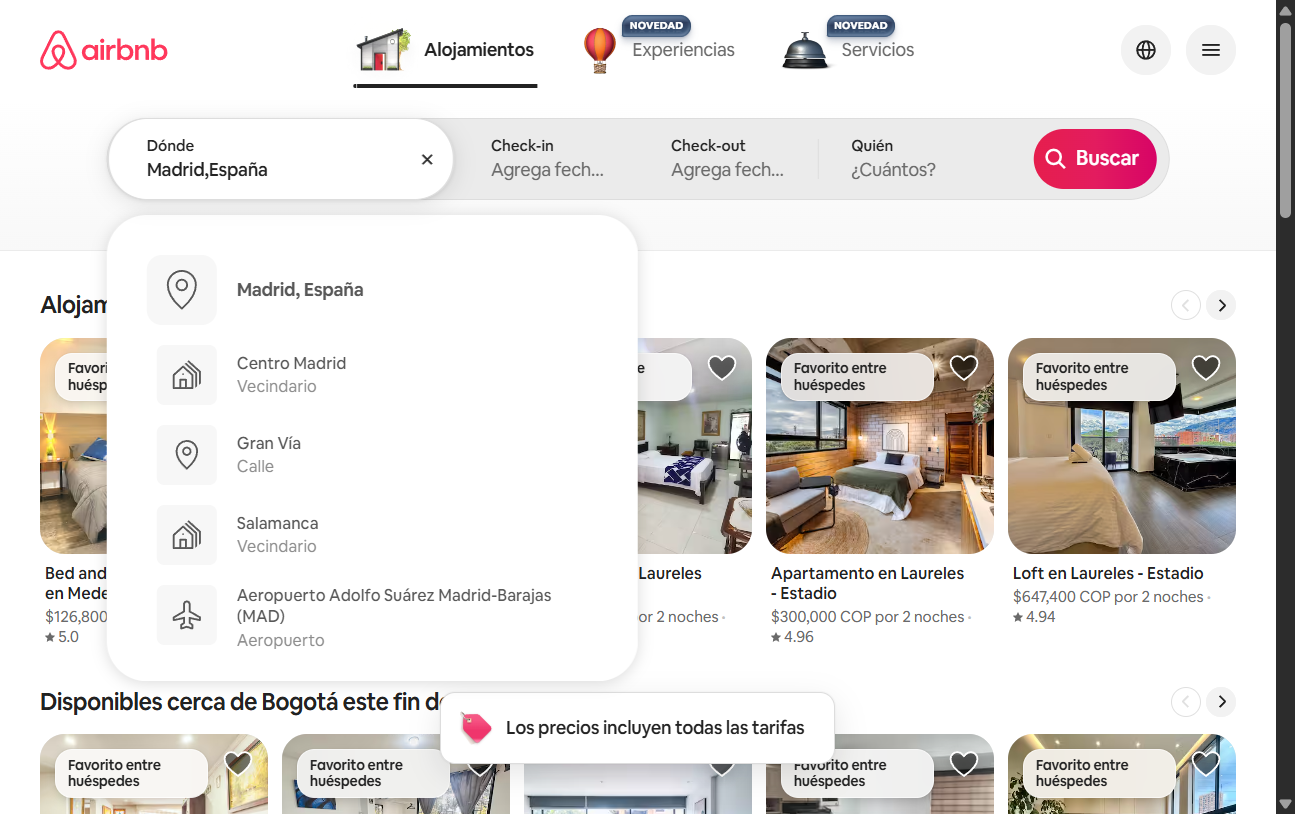 airbnb
Alojamientos
NOVEDAD
Experiencias
NOVEDAD
Servicios
Dónde
Madrid,España
Check-in
Agrega fech...
Check-out
Agrega fech...
Quién
¿Cuántos?
Buscar
Madrid, España
Centro Madrid
Vecindario
Gran Vía
Calle
Salamanca
Vecindario
Aeropuerto Adolfo Suárez Madrid-Barajas
(MAD)
Aeropuerto
Favorito entre
huéspedes
Favorito entre
huéspedes
Bed and
$126,800
5.0
Laureles
or 2 noches ·
Apartamento en Laureles
- Estadio
$300,000 COP por 2 noches ·
4.96
Loft en Laureles - Estadio
$647,400 COP por 2 noches ·
4.94
Disponibles cerca de Bogotá este fin de
Los precios incluyen todas las tarifas
Favorito entre
huéspedes
Favorito entre
huéspedes
Favorito entre
huéspedes
Favorito entre
huéspedes